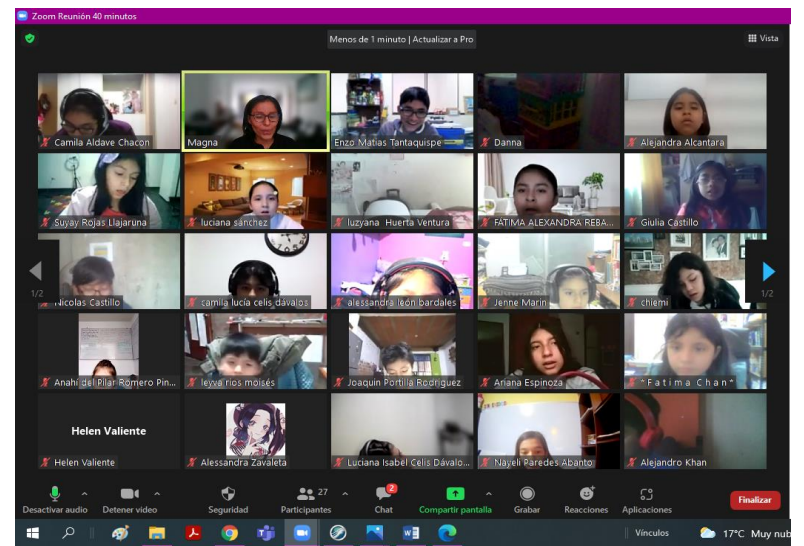 Zoom Reunión 40 minutos
Menos de 1 minuto | Actualizar a Pro
Vista
Camila Aldave Chacon
Magna
Enzo Matias Tantaquispe
Danna
Alejandra Alcantara
Suyay Rojas Llajaruna
luciana sánchez
luzyana Huerta Ventura
FÁTIMA ALEXANDRA REBA...
Giulia Castillo
1/2
Nicolas Castillo
camila lucía celis dávalos
alessandra león bardales
Jenne Marin
chiemi
1/2
Anahí del Pilar Romero Pin...
leyva rios moisés
Joaquin Portilla Rodriguez
Ariana Espinoza
*Fatima Chan*
Helen Valiente
Helen Valiente
Alessandra Zavaleta
Luciana Isabel Celis Dávalo...
Nayeli Paredes Abanto
Alejandro Khan
27
2
Desactivar audio
Detener video
Seguridad
Participantes
Chat
Compartir pantalla
Grabar
Reacciones
Aplicaciones
Finalizar
Vínculos
17°C Muy nub